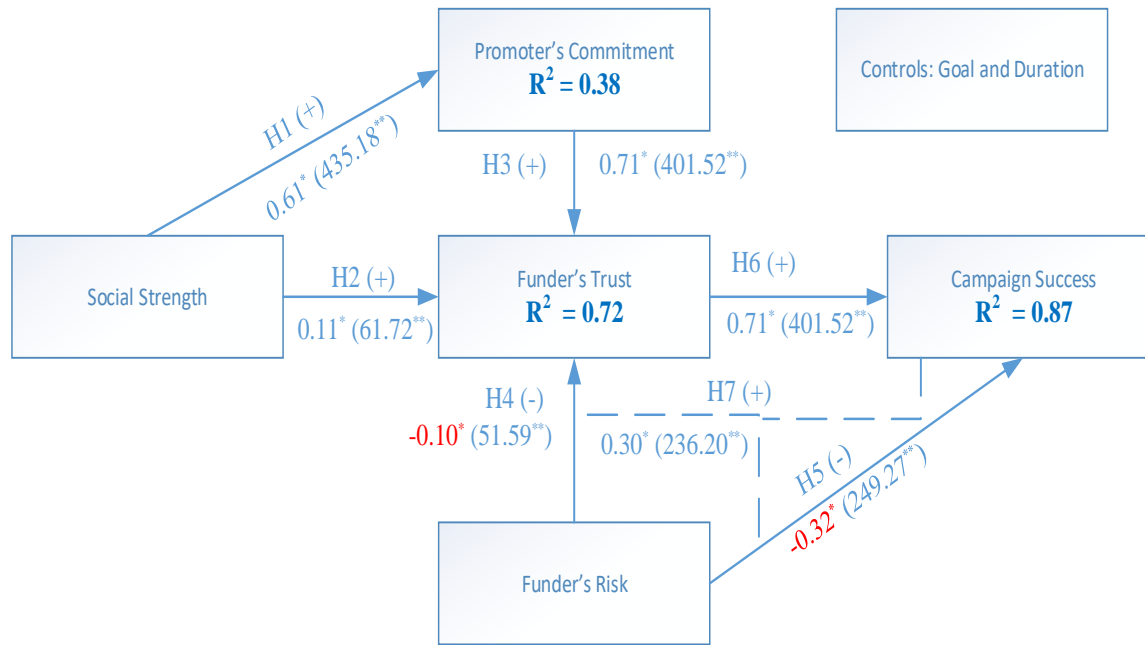 Promoter’s Commitment
R² = 0.38
Controls: Goal and Duration
H1 (+)
0.61* (435.18**)
H3 (+)
0.71* (401.52**)
Social Strength
H2 (+)
0.11* (61.72**)
Funder’s Trust
R² = 0.72
H6 (+)
0.71* (401.52**)
Campaign Success
R² = 0.87
H4 (-)
-0.10* (51.59**)
H7 (+)
0.30* (236.20**)
H5 (-)
-0.32* (249.27**)
Funder’s Risk